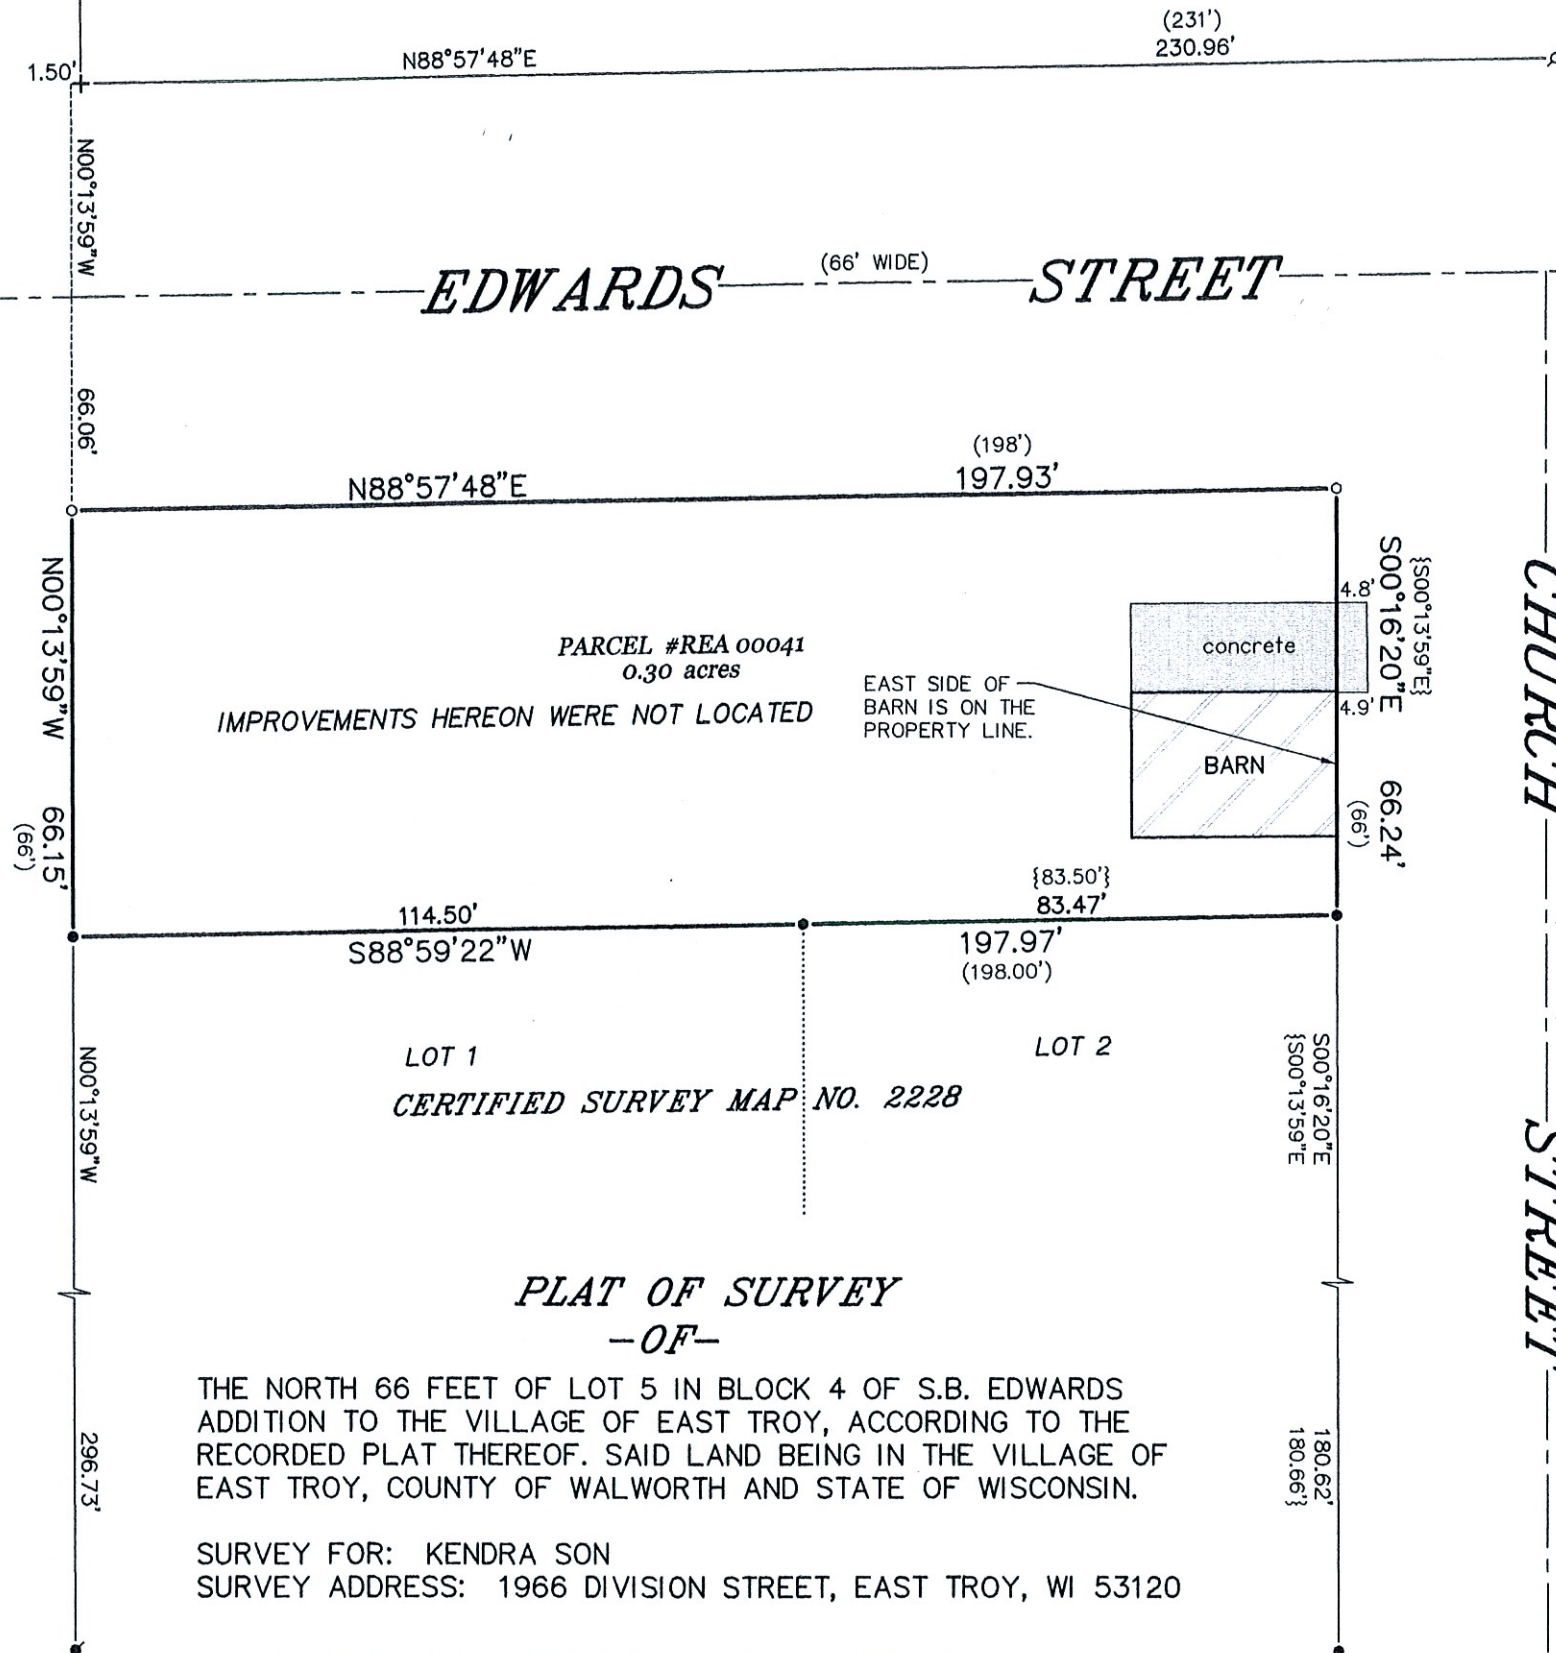 (231')
230.96'
N88°57'48"E
1.50'
N00°13'59"W
66.06'
EDWARDS (66' WIDE) STREET
(198')
197.93'
N88°57'48"E
N00°13'59"W
66.15'
(66')
{S00°13'59"E}
S00°16'20"E
66.24'
(66')
4.8'
concrete
4.9'
PARCEL #REA 00041
0.30 acres
IMPROVEMENTS HEREON WERE NOT LOCATED
EAST SIDE OF
BARN IS ON THE
PROPERTY LINE.
BARN
CHURCH STREET
{83.50'}
83.47'
114.50'
S88°59'22"W
197.97'
(198.00')
LOT 1
LOT 2
CERTIFIED SURVEY MAP NO. 2228
N00°13'59"W
296.73'
S00°16'20"E
{S00°13'59"E
180.62'
180.66'}
PLAT OF SURVEY
-OF-
THE NORTH 66 FEET OF LOT 5 IN BLOCK 4 OF S.B. EDWARDS
ADDITION TO THE VILLAGE OF EAST TROY, ACCORDING TO THE
RECORDED PLAT THEREOF. SAID LAND BEING IN THE VILLAGE OF
EAST TROY, COUNTY OF WALWORTH AND STATE OF WISCONSIN.
SURVEY FOR: KENDRA SON
SURVEY ADDRESS: 1966 DIVISION STREET, EAST TROY, WI 53120